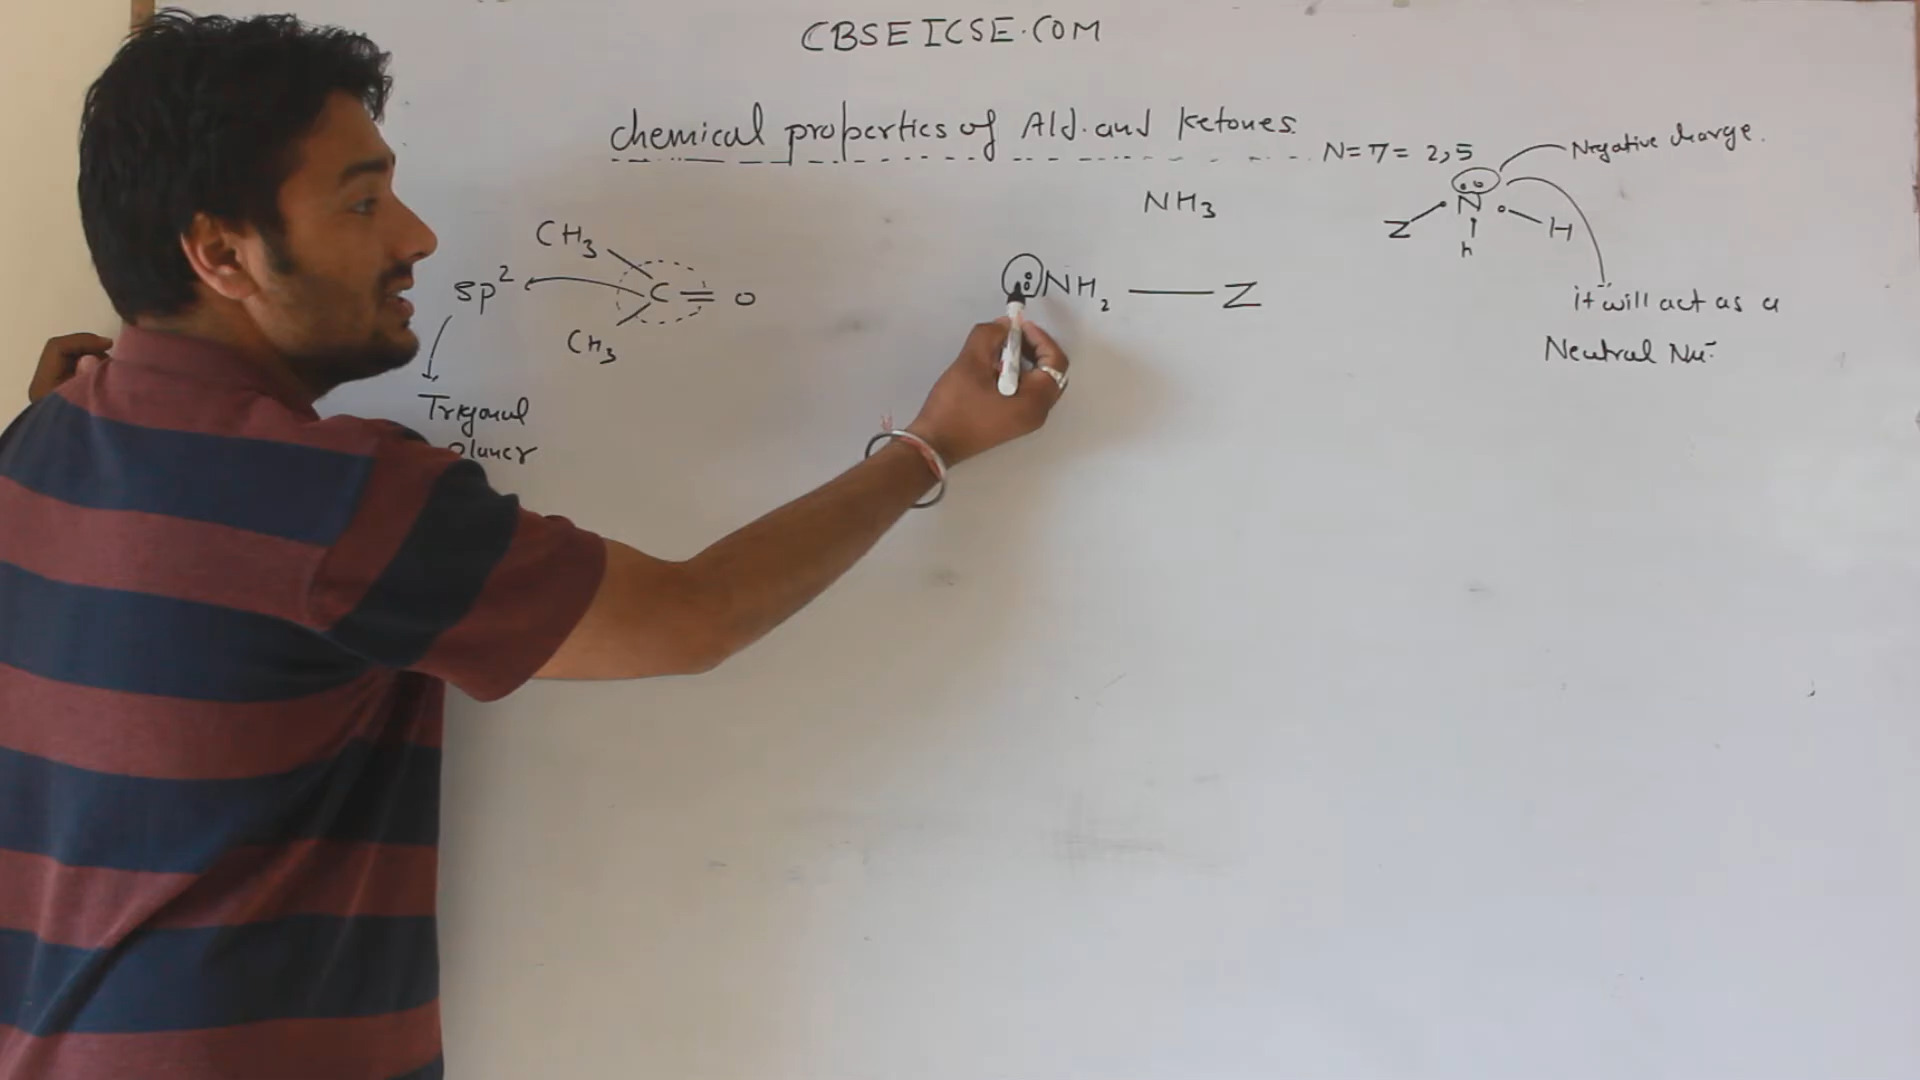 CBSEICSE.COM
chemical properties of Ald. and Ketones.
N=7= 2,5
Negative charge.
NH3
N
Z
H
h
CH3
sp2
C = O
CH3
NH2 — Z
it will act as a
Neutral Nu-
Trigonal
planer